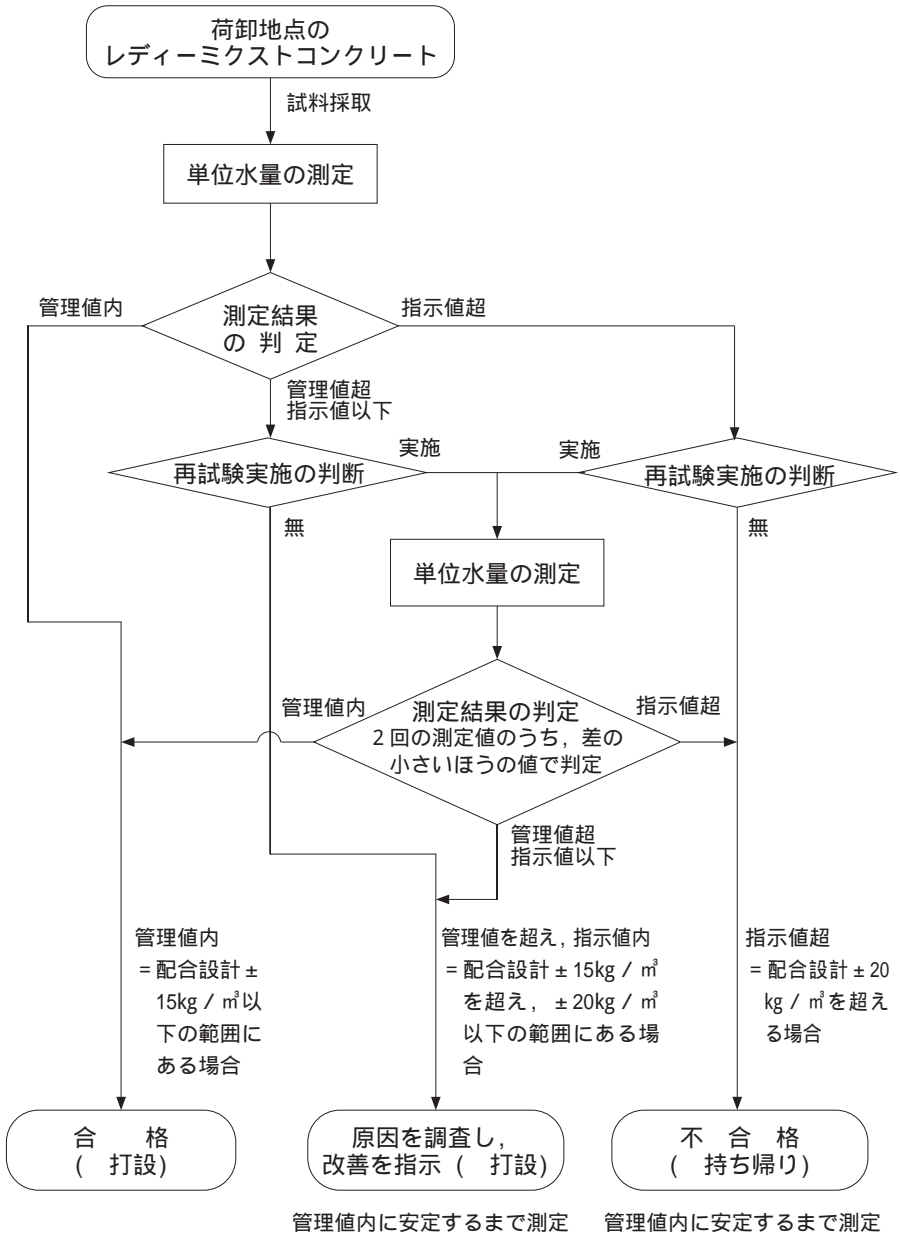 荷卸地点の
レディーミクストコンクリート
試料採取
単位水量の測定
管理値内
指示値超
測定結果
の 判 定
管理値超
指示値以下
実施
実施
再試験実施の判断
再試験実施の判断
無
無
単位水量の測定
管理値内
指示値超
測定結果の判定
2回の測定値のうち，差の
小さいほうの値で判定
管理値超
指示値以下
管理値内
＝配合設計±
15kg / ㎥以
下の範囲に
ある場合
管理値を超え，指示値内
＝配合設計±15kg / ㎥
を超え，±20kg / ㎥
以下の範囲にある場
合
指示値超
＝配合設計±20
kg / ㎥を超え
る場合
合 格
( 打設)
原因を調査し，
改善を指示 ( 打設)
不 合 格
( 持ち帰り)
管理値内に安定するまで測定
管理値内に安定するまで測定